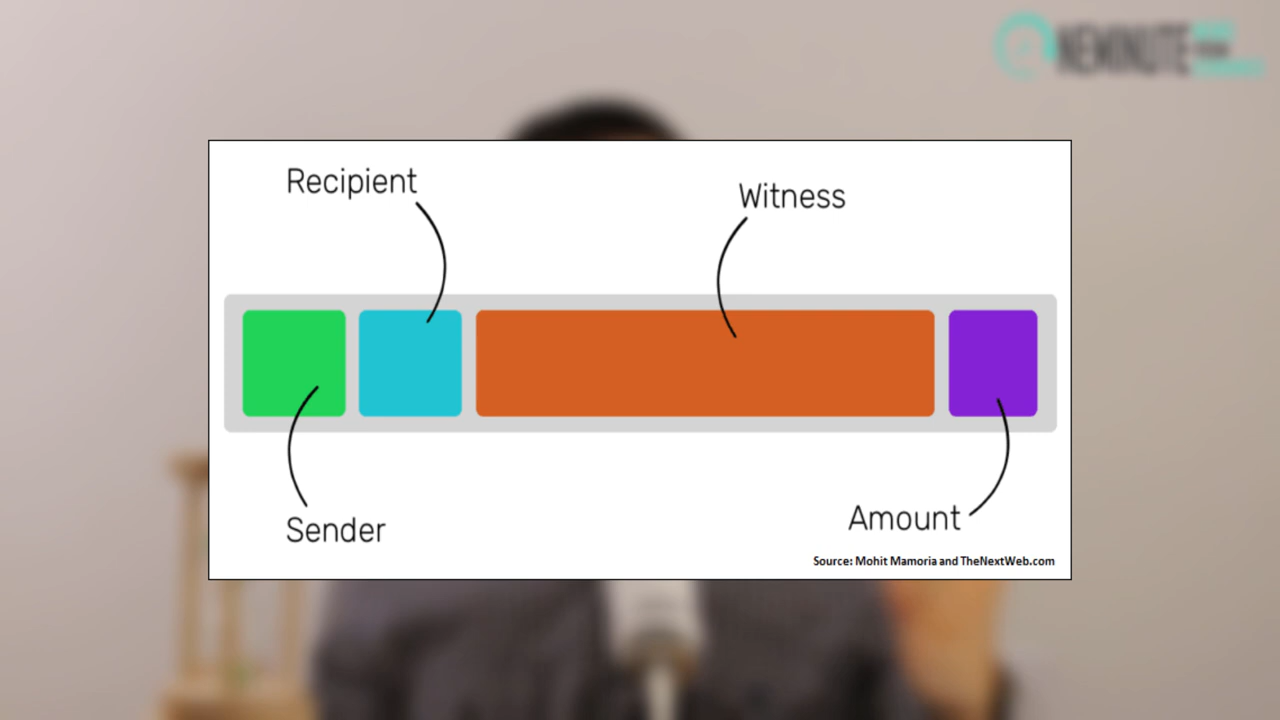 Recipient
Witness
Sender
Amount
Source: Mohit Mamoria and TheNextWeb.com